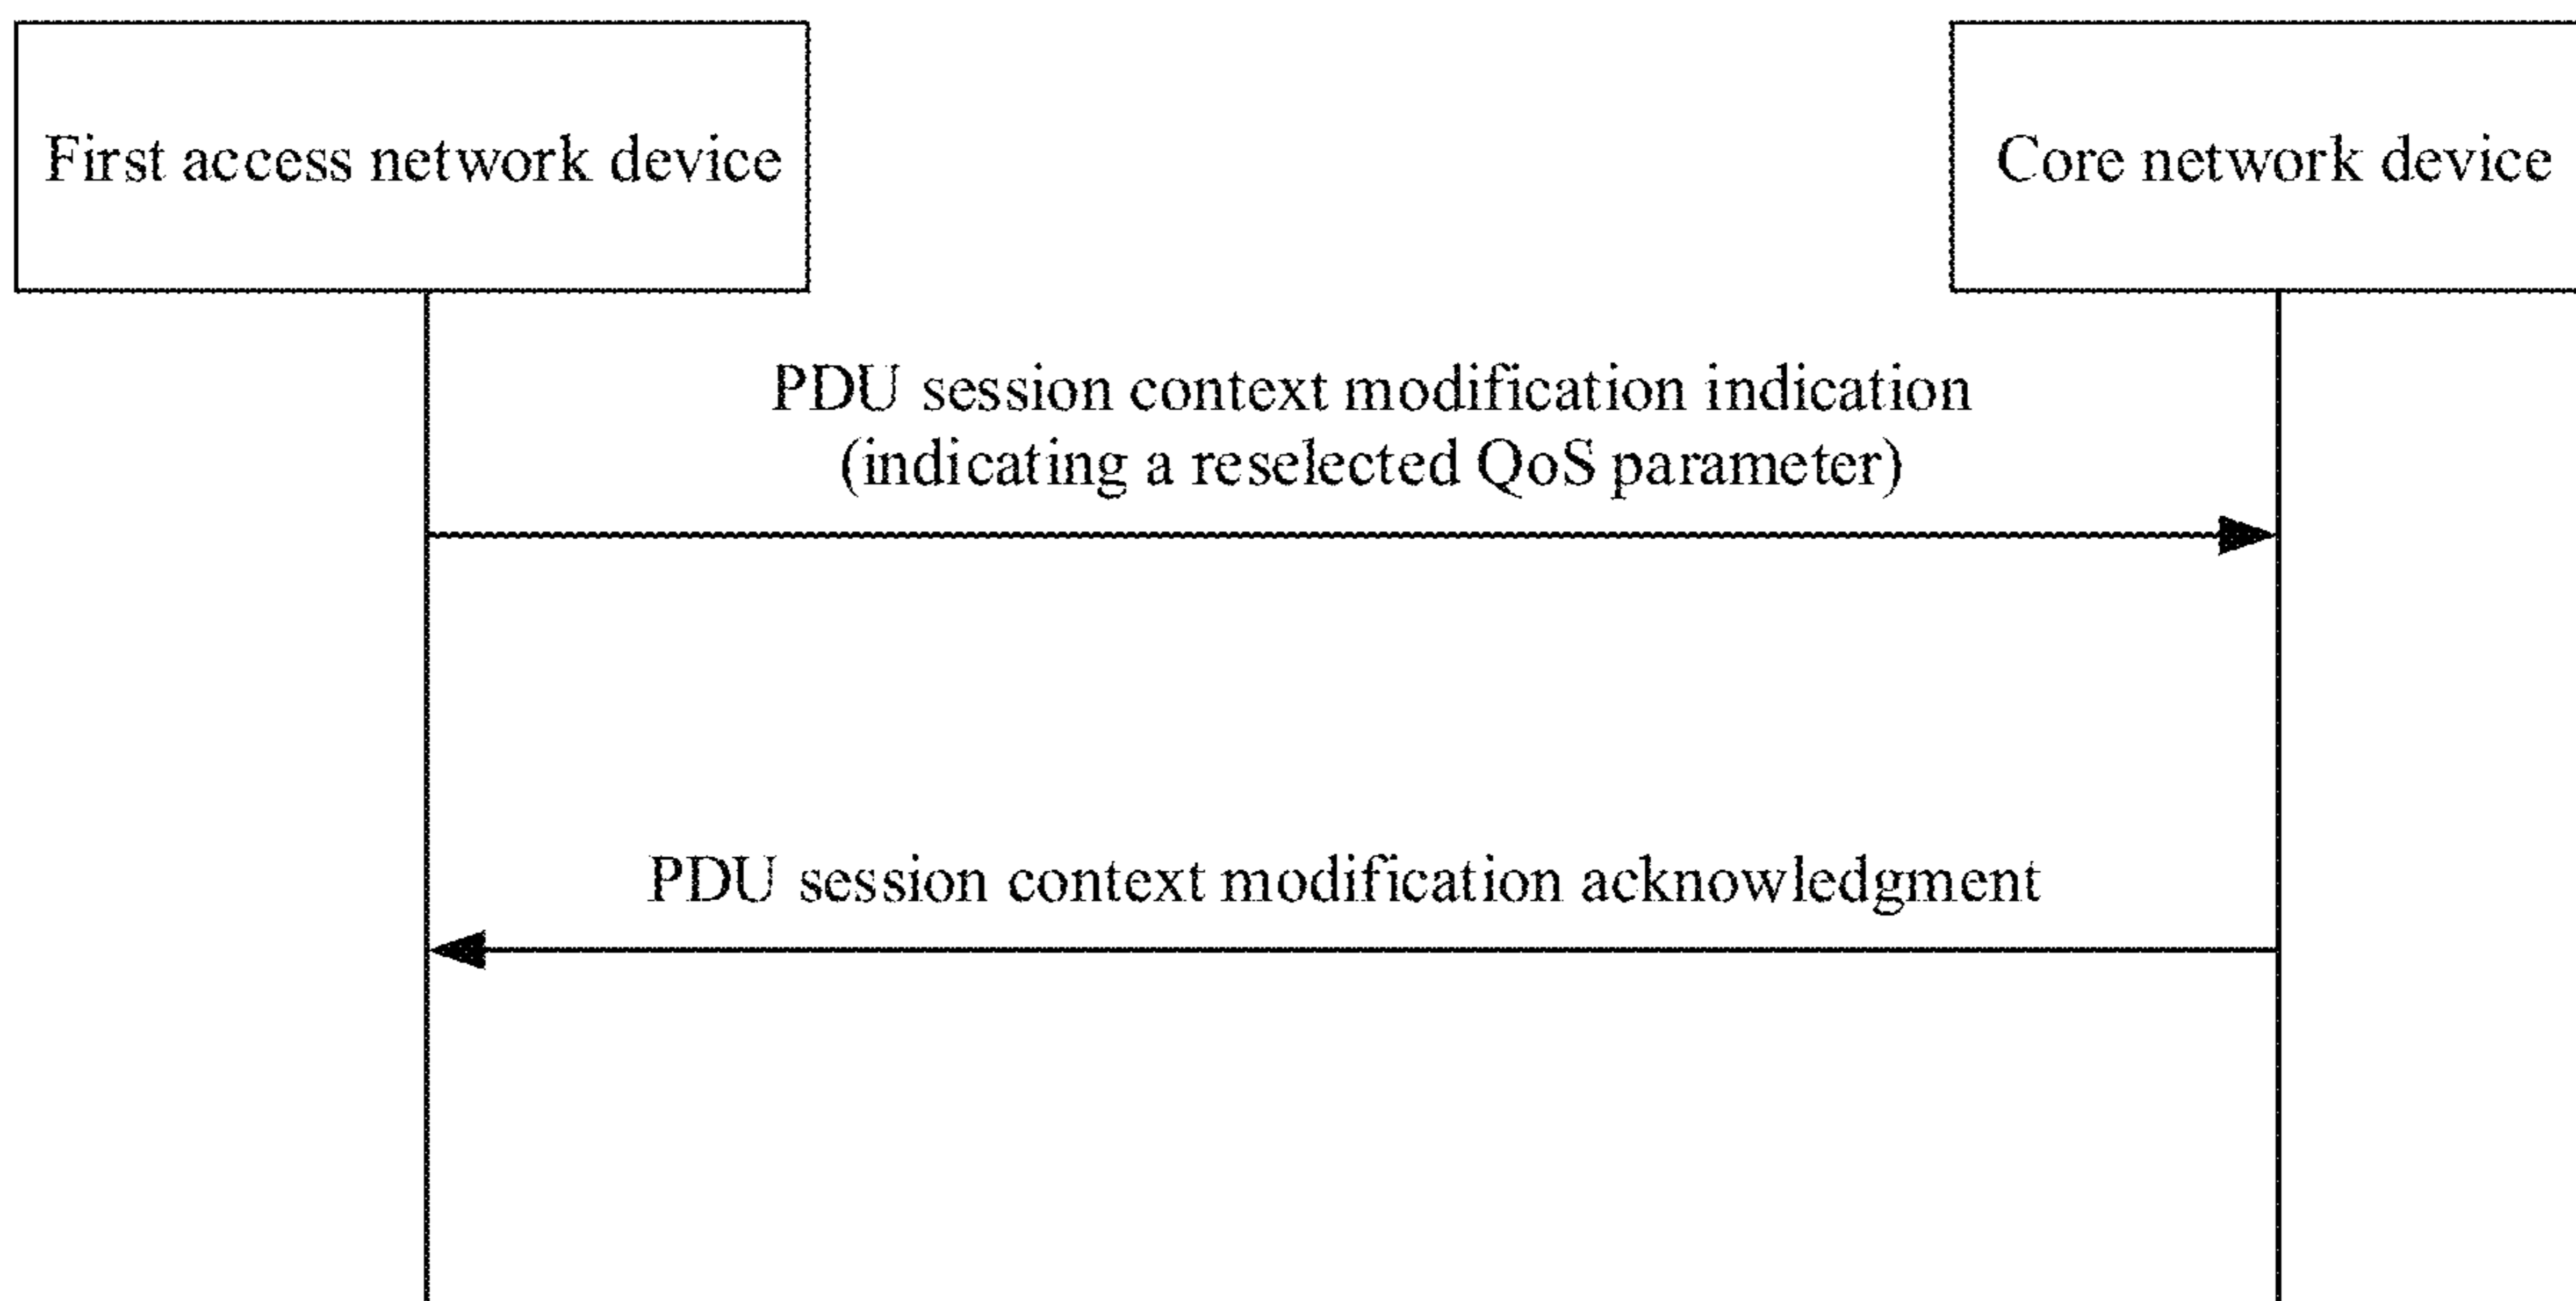 First access network device
Core network device
PDU session context modification indication
(indicating a reselected QoS parameter)
PDU session context modification acknowledgment